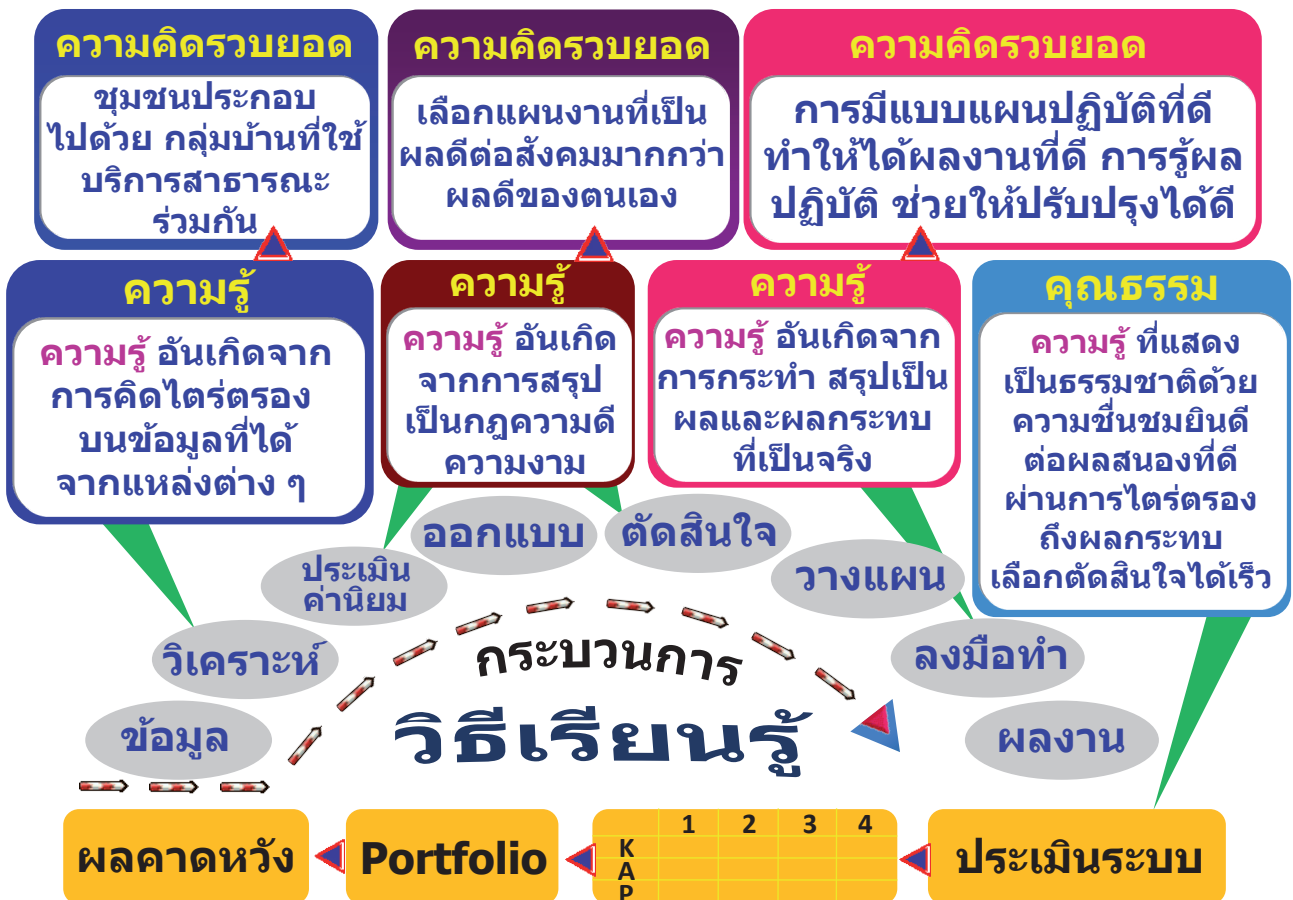 ความคิดรวบยอด
ชุมชนประกอบ
ไปด้วย กลุ่มบ้านที่ใช้
บริการสาธารณะ
ร่วมกัน
ความคิดรวบยอด
เลือกแผนงานที่เป็น
ผลดีต่อสังคมมากกว่า
ผลดีของตนเอง
ความคิดรวบยอด
การมีแบบแผนปฏิบัติที่ดี
ทำให้ได้ผลงานที่ดี การรู้ผล
ปฏิบัติ ช่วยให้ปรับปรุงได้ดี
ความรู้
ความรู้ อันเกิดจาก
การคิดไตร่ตรอง
บนข้อมูลที่ได้
จากแหล่งต่าง ๆ
ความรู้
ความรู้ อันเกิด
จากการสรุป
เป็นกฎความดี
ความงาม
ความรู้
ความรู้ อันเกิดจาก
การกระทำ สรุปเป็น
ผลและผลกระทบ
ที่เป็นจริง
คุณธรรม
ความรู้ ที่แสดง
เป็นธรรมชาติด้วย
ความชื่นชมยินดี
ต่อผลสนองที่ดี
ผ่านการไตร่ตรอง
ถึงผลกระทบ
เลือกตัดสินใจได้เร็ว
ข้อมูล
วิเคราะห์
ประเมิน
ค่านิยม
ออกแบบ
ตัดสินใจ
วางแผน
ลงมือทำ
ผลงาน
กระบวนการ
วิธีเรียนรู้
ผลคาดหวัง
Portfolio
1 2 3 4
K
A
P
ประเมินระบบ